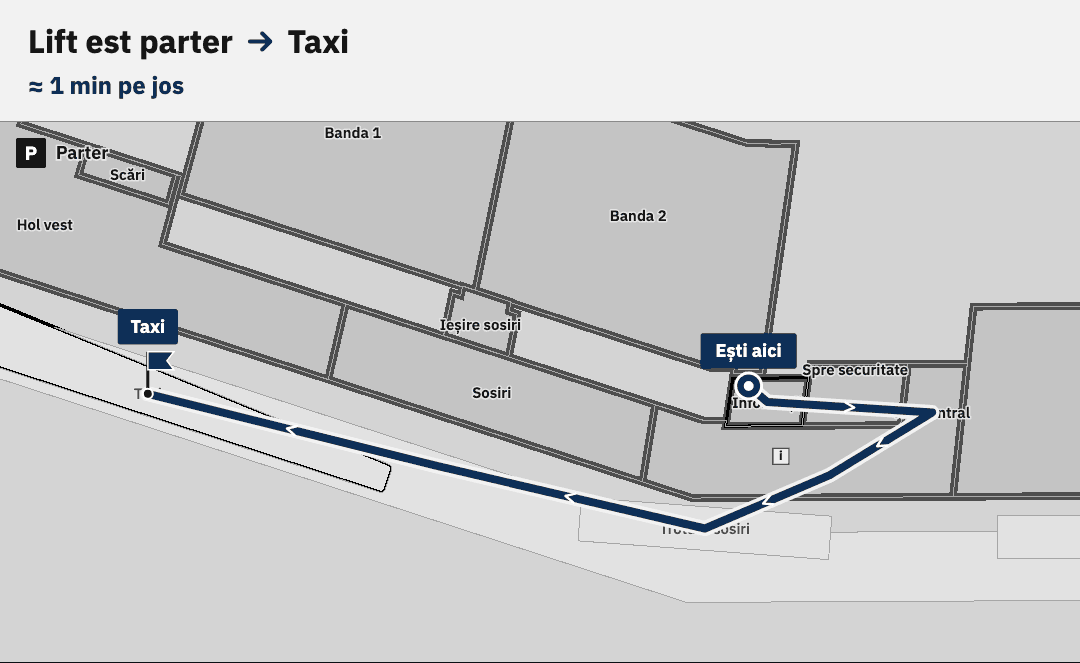 Lift est parter → Taxi
≈ 1 min pe jos
P Parter
Banda 1
Scări
Banda 2
Hol vest
Taxi
Ieșire sosiri
Ești aici
Spre securitate
Sosiri
i